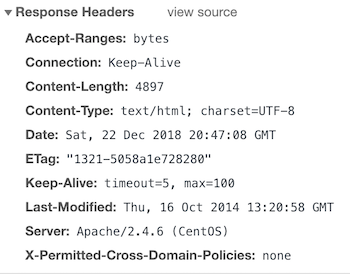 Response Headers view source
Accept-Ranges: bytes
Connection: Keep-Alive
Content-Length: 4897
Content-Type: text/html; charset=UTF-8
Date: Sat, 22 Dec 2018 20:47:08 GMT
ETag: "1321-5058a1e728280"
Keep-Alive: timeout=5, max=100
Last-Modified: Thu, 16 Oct 2014 13:20:58 GMT
Server: Apache/2.4.6 (CentOS)
X-Permitted-Cross-Domain-Policies: none